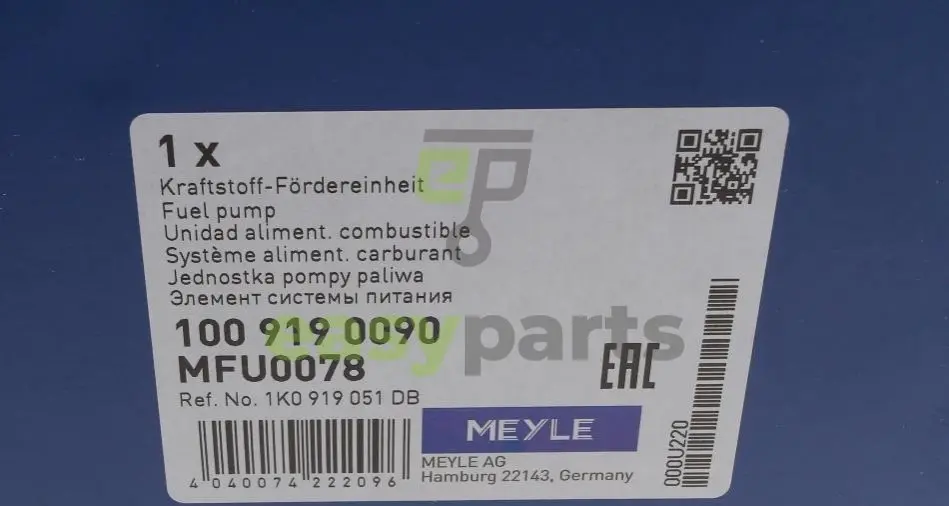 1 x
Kraftstoff-Fördereinheit
Fuel pump
Unidad aliment. combustible
Système aliment. carburant
Jednostka pompy paliwa
Элемент системы питания
100 919 0090
MFU0078
Ref. No. 1K0 919 051 DB
4 040074 222096
MEYLE
MEYLE AG
Hamburg 22143, Germany
EAC
000U220
ep
easyparts